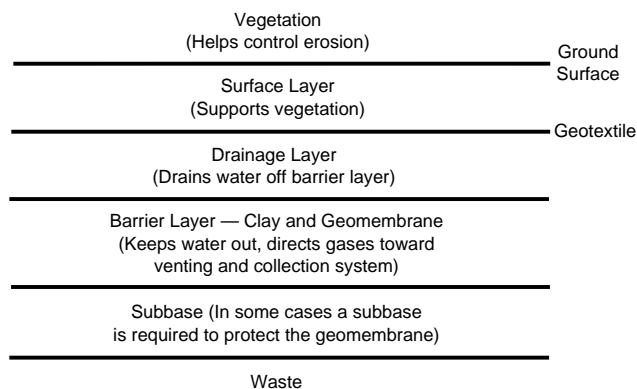 Vegetation
(Helps control erosion)
Ground
Surface
Surface Layer
(Supports vegetation)
Geotextile
Drainage Layer
(Drains water off barrier layer)
Barrier Layer — Clay and Geomembrane
(Keeps water out, directs gases toward
venting and collection system)
Subbase (In some cases a subbase
is required to protect the geomembrane)
Waste